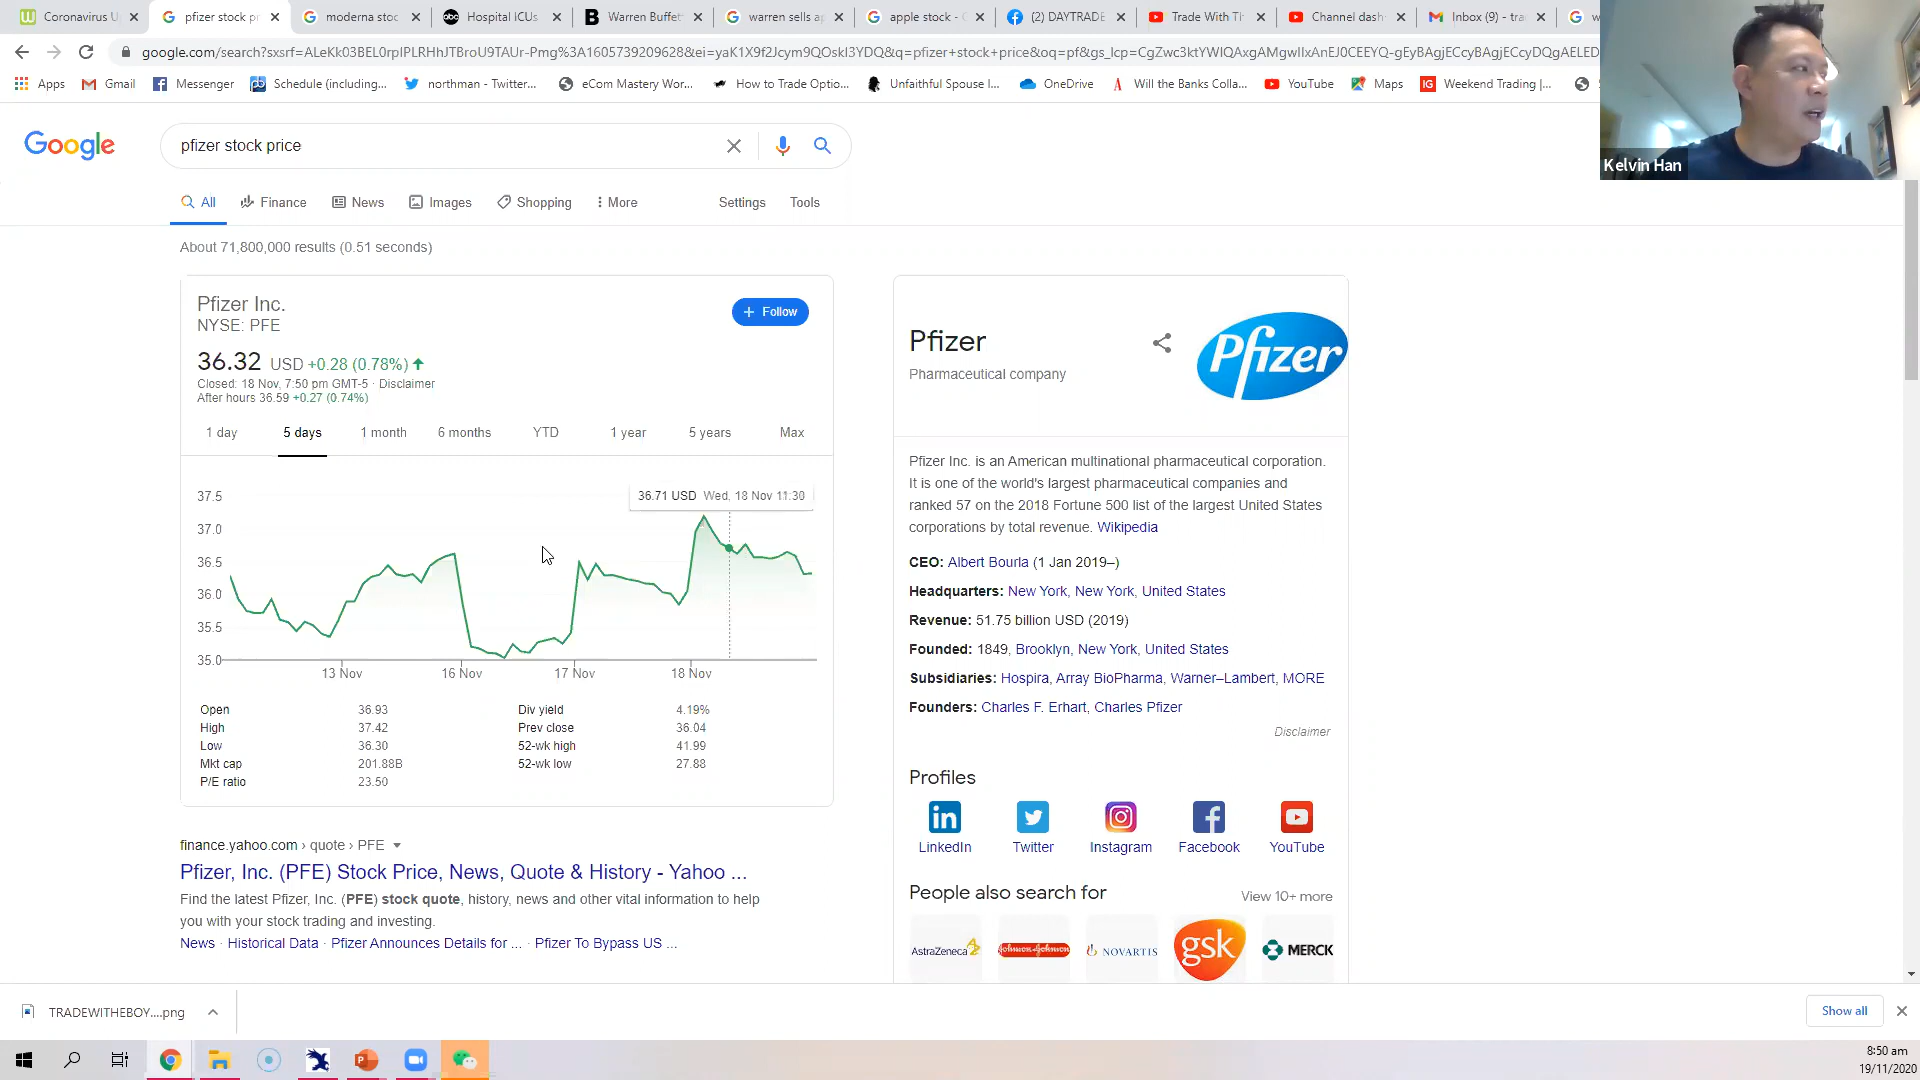 Coronavirus U
pfizer stock pr
moderna stoc
Hospital ICUs
Warren Buffet
warren sells a
apple stock - G
(2) DAYTRADE
Trade With Ti
Channel dash
Inbox (9) - tra
google.com/search?sxsrf=ALeKk03BEL0rpIPLRHhJTBroU9TAUr-Pmg%3A1605739209628&ei=yaK1X9f2Jcym9QOskI3YDQ&q=pfizer+stock+price&oq=pf&gs_lcp=CgZwc3ktYWIQAxgAMgwIIxAnEJ0CEEYQ-gEyBAgjECcyBAgjECcyDQgAELED
Apps
Gmail
Messenger
Schedule (including...
northman - Twitter...
eCom Mastery Wor...
How to Trade Optio...
Unfaithful Spouse I...
OneDrive
Will the Banks Colla...
YouTube
Maps
IG Weekend Trading |...
Kelvin Han
Google
pfizer stock price
All
Finance
News
Images
Shopping
More
Settings
Tools
About 71,800,000 results (0.51 seconds)
Pfizer Inc.
NYSE: PFE
+ Follow
36.32 USD +0.28 (0.78%)
Closed: 18 Nov, 7:50 pm GMT-5 · Disclaimer
After hours 36.59 +0.27 (0.74%)
1 day
5 days
1 month
6 months
YTD
1 year
5 years
Max
36.71 USD Wed, 18 Nov 11:30
37.5
37.0
36.5
36.0
35.5
35.0
13 Nov
16 Nov
17 Nov
18 Nov
Open 36.93
High 37.42
Low 36.30
Mkt cap 201.88B
P/E ratio 23.50
Div yield 4.19%
Prev close 36.04
52-wk high 41.99
52-wk low 27.88
finance.yahoo.com › quote › PFE
Pfizer, Inc. (PFE) Stock Price, News, Quote & History - Yahoo ...
Find the latest Pfizer, Inc. (PFE) stock quote, history, news and other vital information to help
you with your stock trading and investing.
News · Historical Data · Pfizer Announces Details for ... · Pfizer To Bypass US ...
Pfizer
Pharmaceutical company
Pfizer
Pfizer Inc. is an American multinational pharmaceutical corporation.
It is one of the world's largest pharmaceutical companies and
ranked 57 on the 2018 Fortune 500 list of the largest United States
corporations by total revenue. Wikipedia
CEO: Albert Bourla (1 Jan 2019–)
Headquarters: New York, New York, United States
Revenue: 51.75 billion USD (2019)
Founded: 1849, Brooklyn, New York, United States
Subsidiaries: Hospira, Array BioPharma, Warner–Lambert, MORE
Founders: Charles F. Erhart, Charles Pfizer
Disclaimer
Profiles
LinkedIn
Twitter
Instagram
Facebook
YouTube
People also search for
View 10+ more
AstraZeneca
Johnson & Johnson
NOVARTIS
gsk
MERCK
TRADEWITHEBOY....png
Show all
8:50 am
19/11/2020